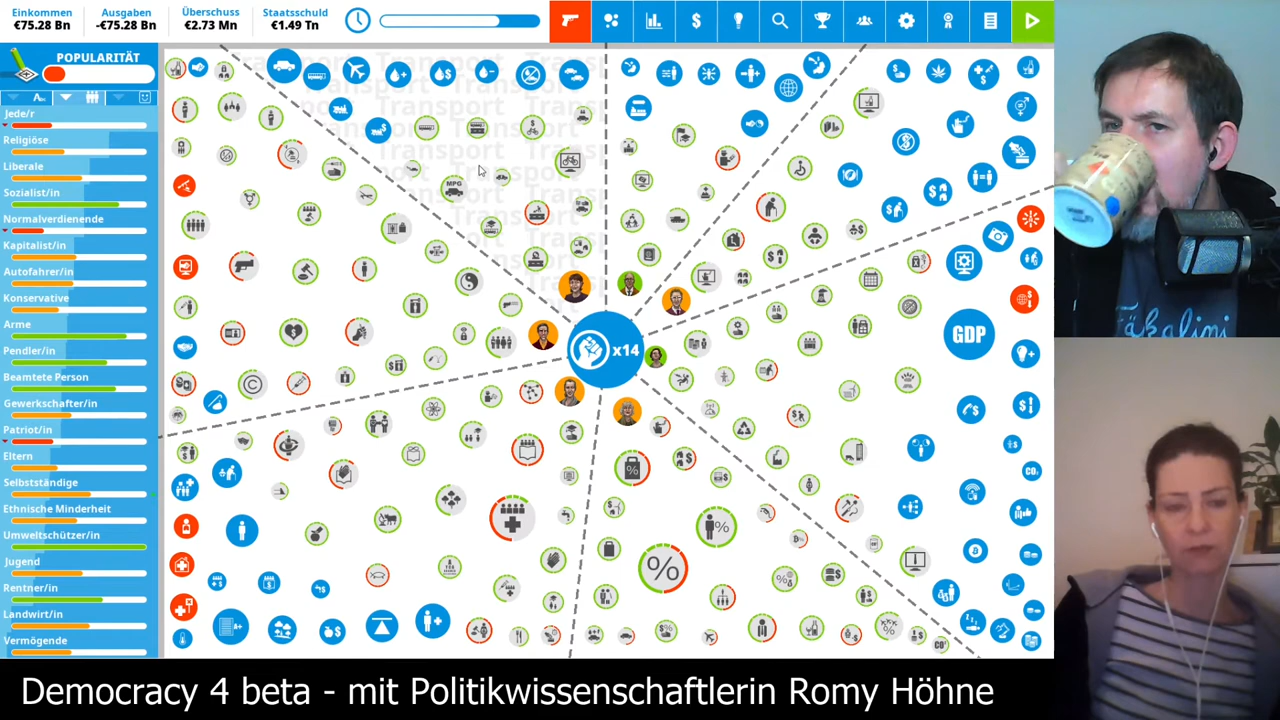 Einkommen
€75.28 Bn
Ausgaben
-€75.28 Bn
Überschuss
€2.73 Mn
Staatsschuld
€1.49 Tn
POPULARITÄT
Jede/r
Religiöse
Liberale
Sozialist/in
Normalverdienende
Kapitalist/in
Autofahrer/in
Konservative
Arme
Pendler/in
Beamtete Person
Gewerkschafter/in
Patriot/in
Eltern
Selbstständige
Ethnische Minderheit
Umweltschützer/in
Jugend
Rentner/in
Landwirt/in
Vermögende
Transport Transport
MPG
x14
GDP
Democracy 4 beta - mit Politikwissenschaftlerin Romy Höhne